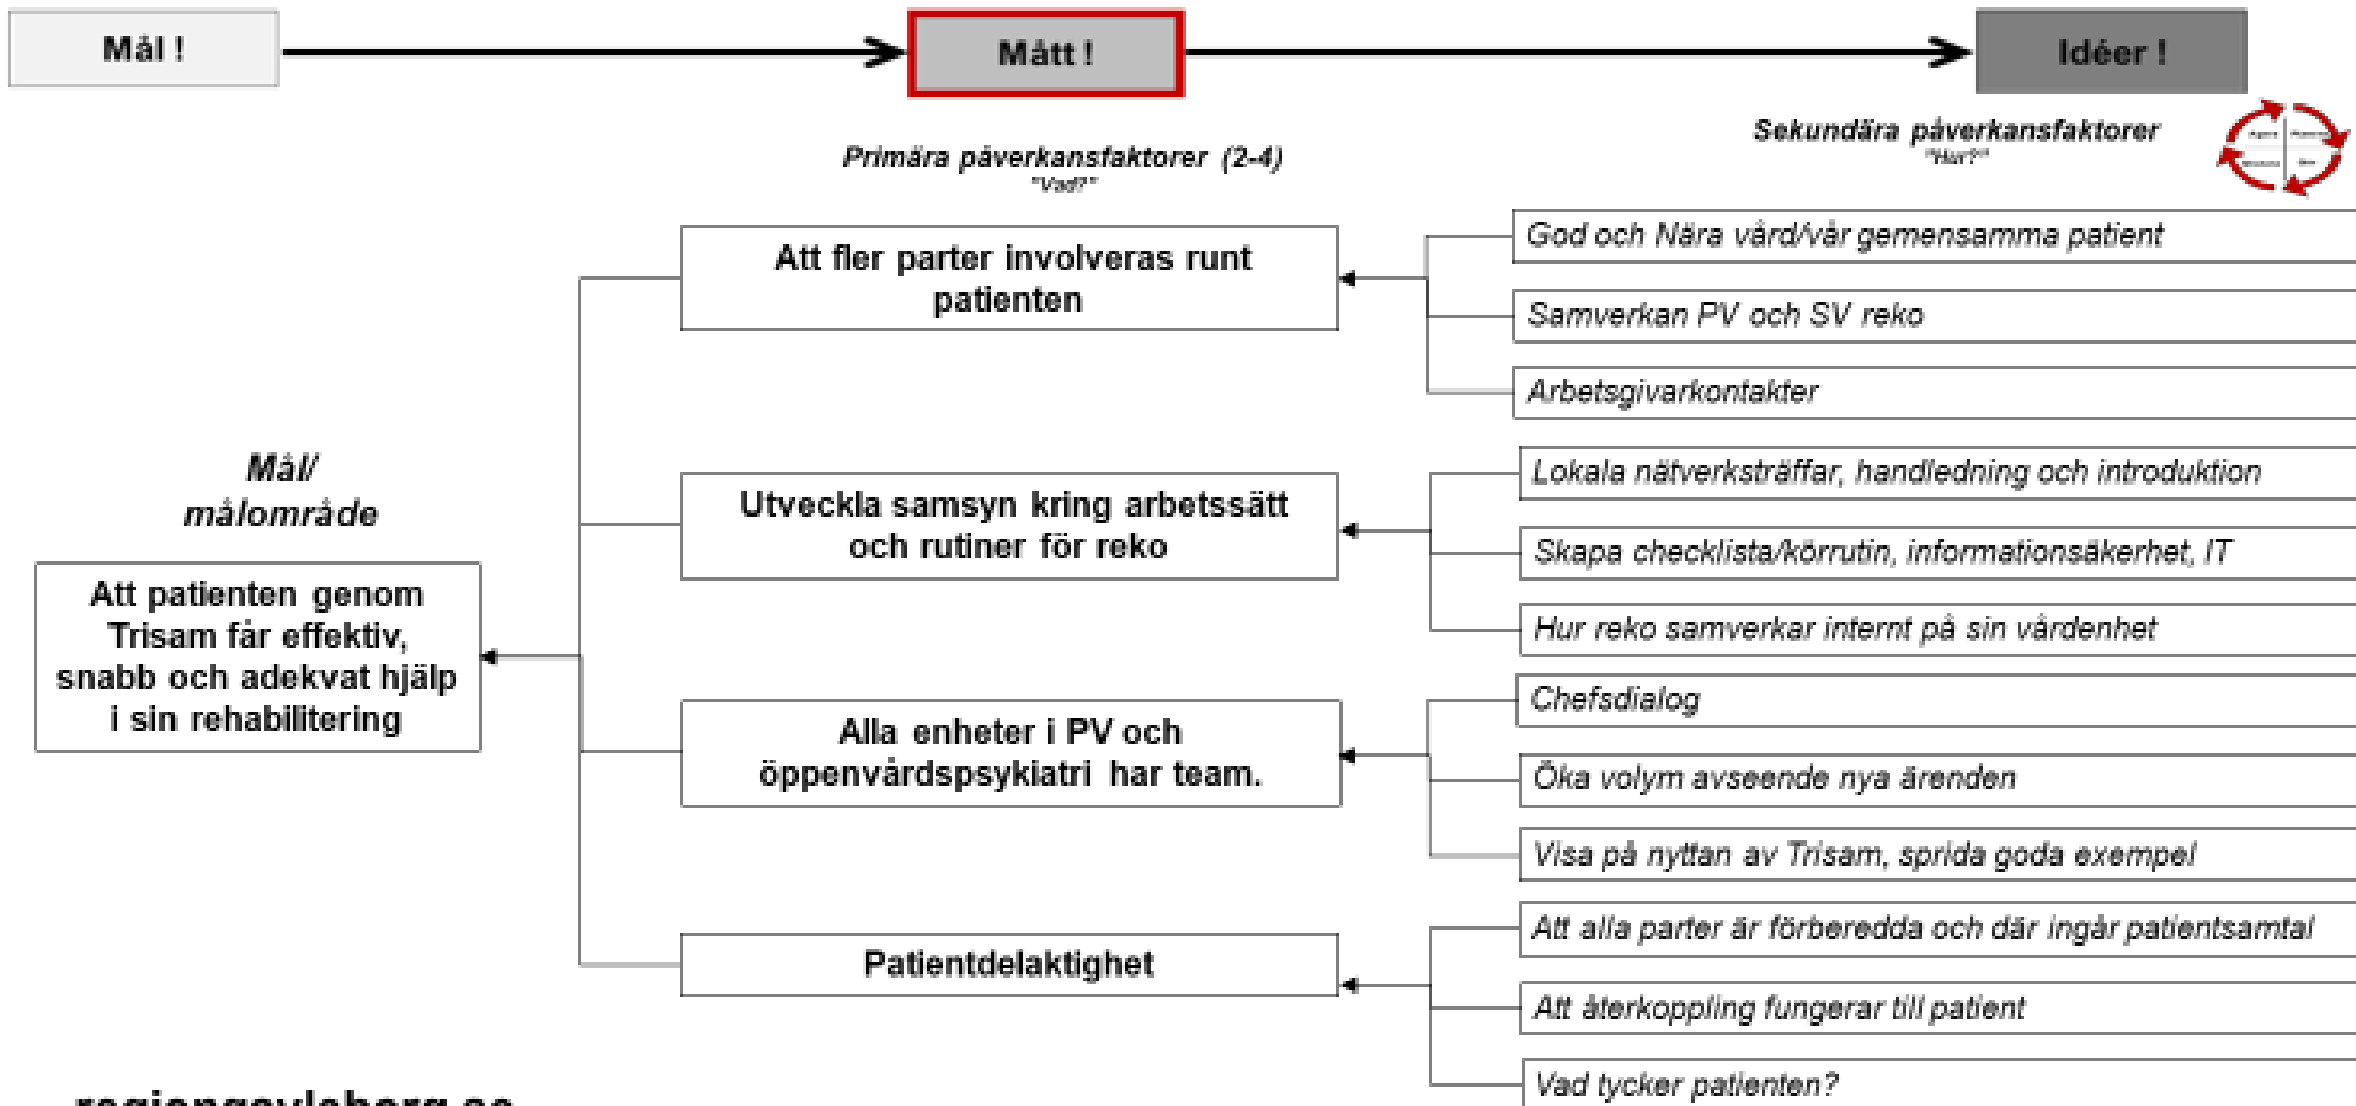 Mål !
Mått !
Idéer !
Primära påverkansfaktorer (2-4)
"Vad?"
Sekundära påverkansfaktorer
"Hur?"
Mål/
målområde
Att patienten genom
Trisam får effektiv,
snabb och adekvat hjälp
i sin rehabilitering
Att fler parter involveras runt
patienten
God och Nära vård/vår gemensamma patient
Samverkan PV och SV reko
Arbetsgivarkontakter
Utveckla samsyn kring arbetssätt
och rutiner för reko
Lokala nätverksträffar, handledning och introduktion
Skapa checklista/körrutin, informationsäkerhet, IT
Hur reko samverkar internt på sin vårdenhet
Alla enheter i PV och
öppenvårdspsykiatri har team.
Chefsdialog
Öka volym avseende nya ärenden
Visa på nyttan av Trisam, sprida goda exempel
Patientdelaktighet
Att alla parter är förberedda och där ingår patientsamtal
Att återkoppling fungerar till patient
Vad tycker patienten?